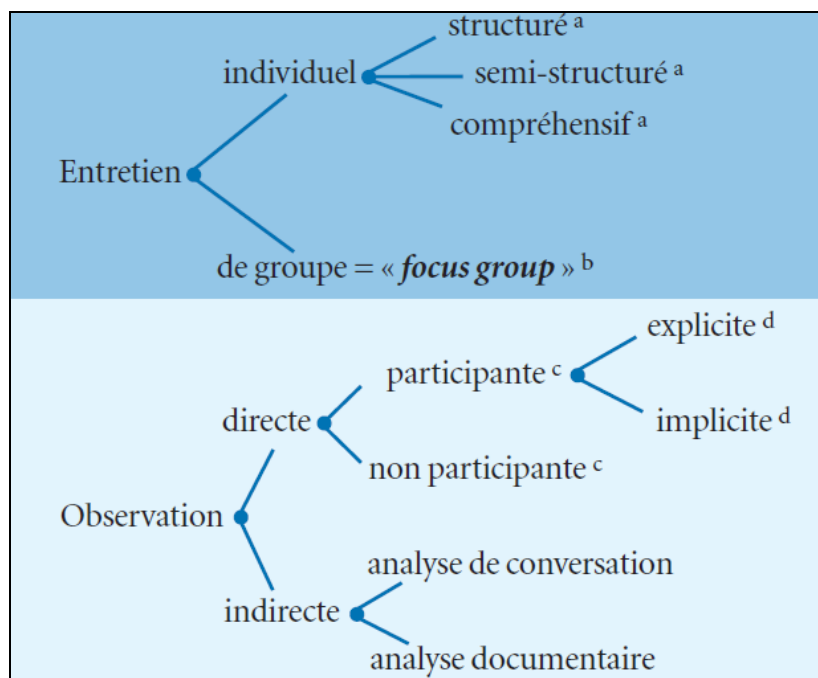 structuré a
individuel
semi-structuré a
compréhensif a
Entretien
de groupe = « focus group » b
explicite d
participante c
directe
implicite d
non participante c
Observation
analyse de conversation
indirecte
analyse documentaire